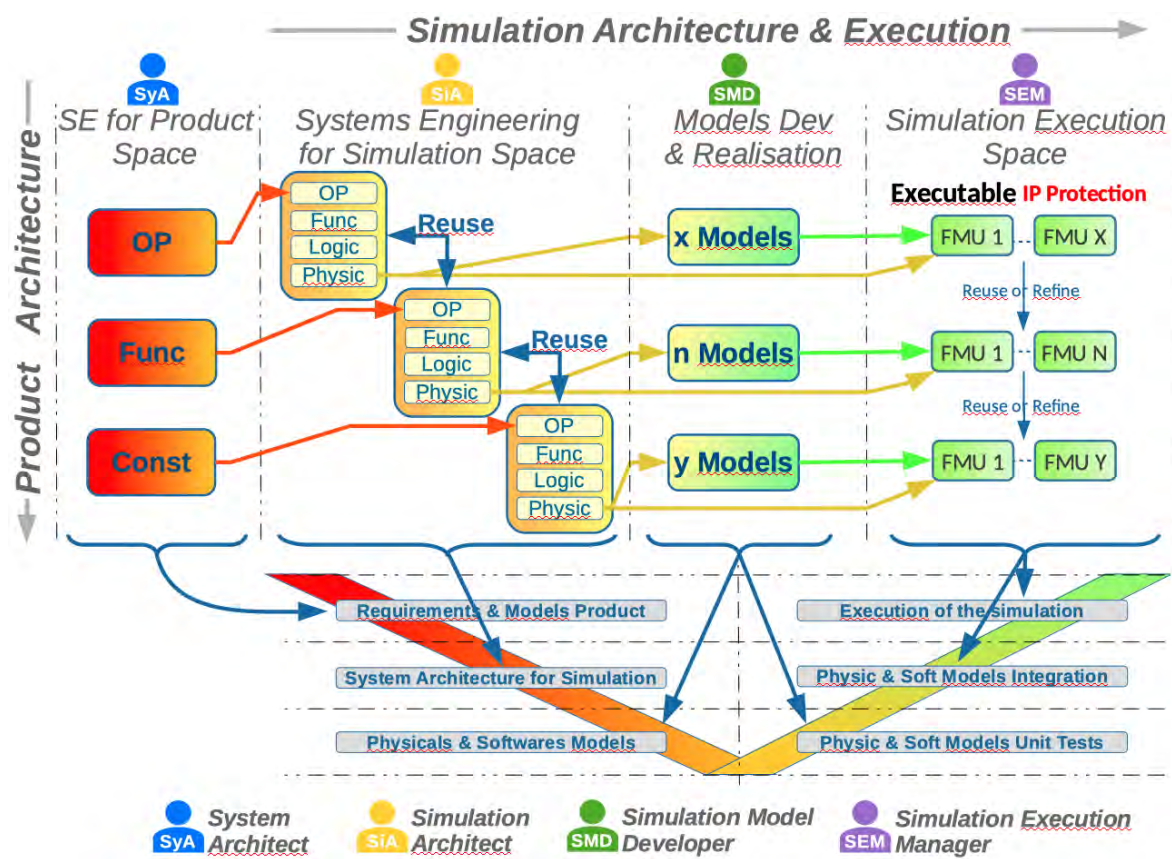 Simulation Architecture & Execution
Product Architecture
SyA
SiA
SMD
SEM
SE for Product
Space
Systems Engineering
for Simulation Space
Models Dev
& Realisation
Simulation Execution
Space
Executable IP Protection
OP
OP
Func
Logic
Physic
Reuse
x Models
FMU 1
FMU X
Reuse or Refine
Func
OP
Func
Logic
Physic
Reuse
n Models
FMU 1
FMU N
Reuse or Refine
Const
OP
Func
Logic
Physic
y Models
FMU 1
FMU Y
Requirements & Models Product
Execution of the simulation
System Architecture for Simulation
Physic & Soft Models Integration
Physicals & Softwares Models
Physic & Soft Models Unit Tests
SyA
System
Architect
SiA
Simulation
Architect
SMD
Simulation Model
Developer
SEM
Simulation Execution
Manager